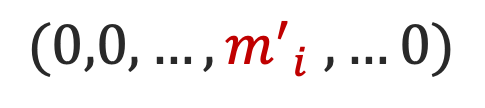 (0,0, … , m′ᵢ , … 0)